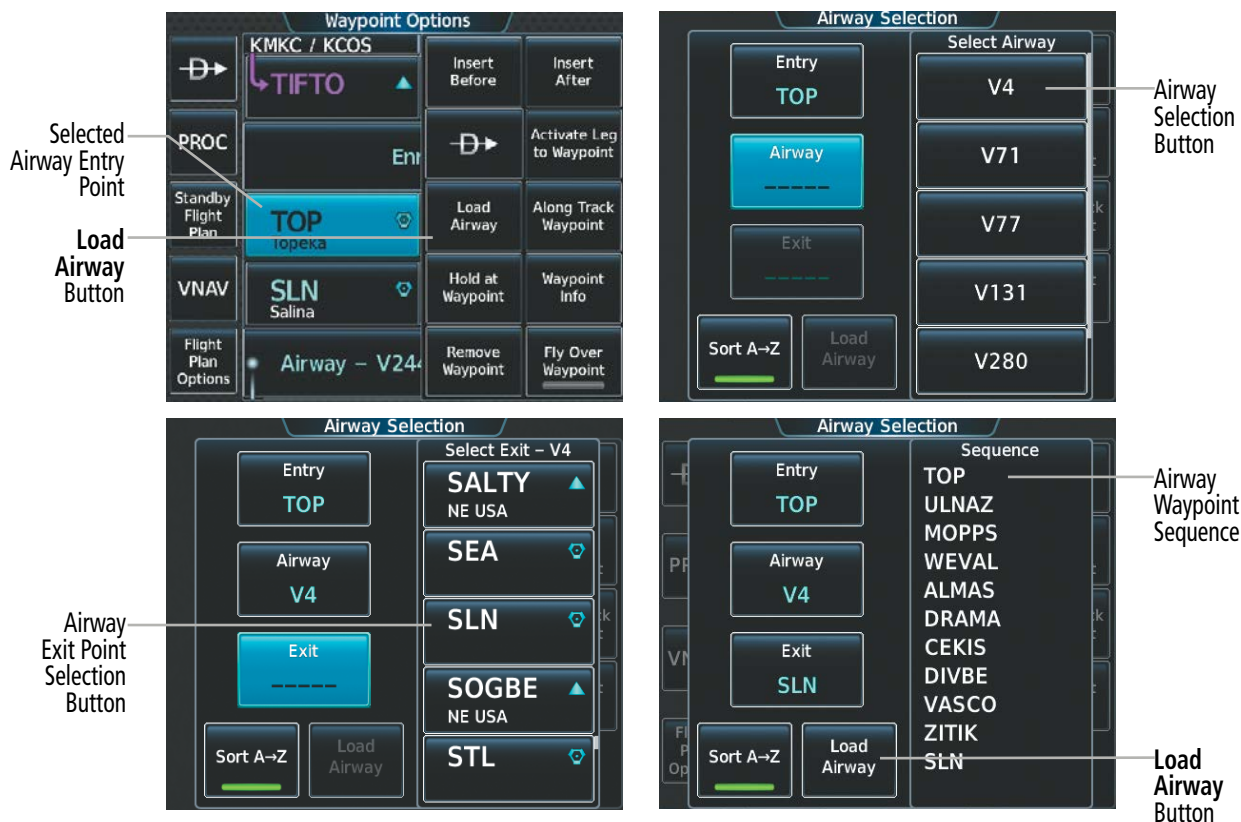 Waypoint Options
KMKC / KCOS
TIFTO
Enr
TOP
Topeka
SLN
Salina
Airway – V244
PROC
Standby
Flight
Plan
VNAV
Flight
Plan
Options
Insert
Before
Insert
After
Activate Leg
to Waypoint
Load
Airway
Along Track
Waypoint
Hold at
Waypoint
Waypoint
Info
Remove
Waypoint
Fly Over
Waypoint
Selected
Airway Entry
Point
Load
Airway
Button
Airway Selection
Entry
TOP
Airway
_____
Exit
_____
Sort A→Z
Load
Airway
Select Airway
V4
V71
V77
V131
V280
Airway
Selection
Button
Airway Selection
Entry
TOP
Airway
V4
Exit
_____
Sort A→Z
Load
Airway
Select Exit – V4
SALTY
NE USA
SEA
SLN
SOGBE
NE USA
STL
Airway
Exit Point
Selection
Button
Airway Selection
Entry
TOP
Airway
V4
Exit
SLN
Sort A→Z
Load
Airway
Sequence
TOP
ULNAZ
MOPPS
WEVAL
ALMAS
DRAMA
CEKIS
DIVBE
VASCO
ZITIK
SLN
Airway
Waypoint
Sequence
Load
Airway
Button